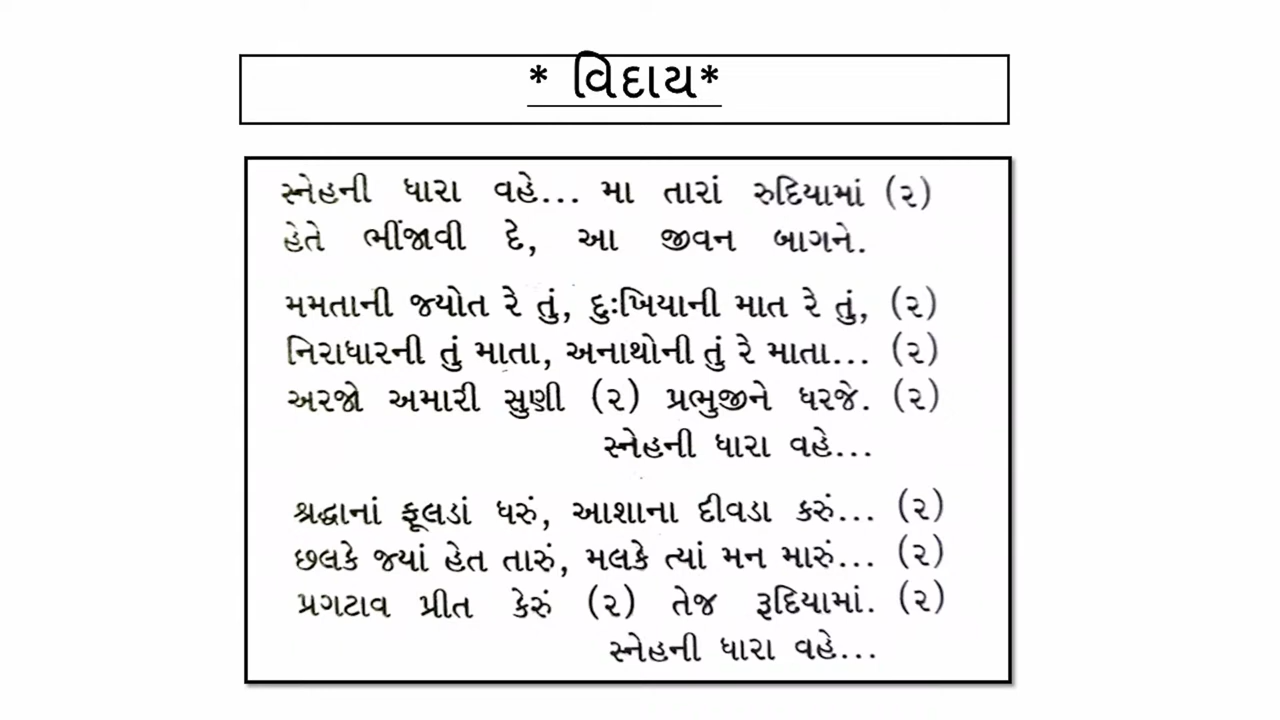 * વિદાય*
સ્નેહની ધારા વહે... મા તારાં રુદિયામાં (૨)
હેતે ભીંજાવી દે, આ જીવન બાગને.
મમતાની જ્યોત રે તું, દુઃખિયાની માત રે તું, (૨)
નિરાધારની તું માતા, અનાથોની તું રે માતા... (૨)
અરજો અમારી સુણી (૨) પ્રભુજીને ધરજે. (૨)
સ્નેહની ધારા વહે...
શ્રદ્ધાનાં ફૂલડાં ધરું, આશાના દીવડા કરું... (૨)
છલકે જ્યાં હેત તારું, મલકે ત્યાં મન મારું... (૨)
પ્રગટાવ પ્રીત કેરું (૨) તેજ રૂદિયામાં. (૨)
સ્નેહની ધારા વહે...